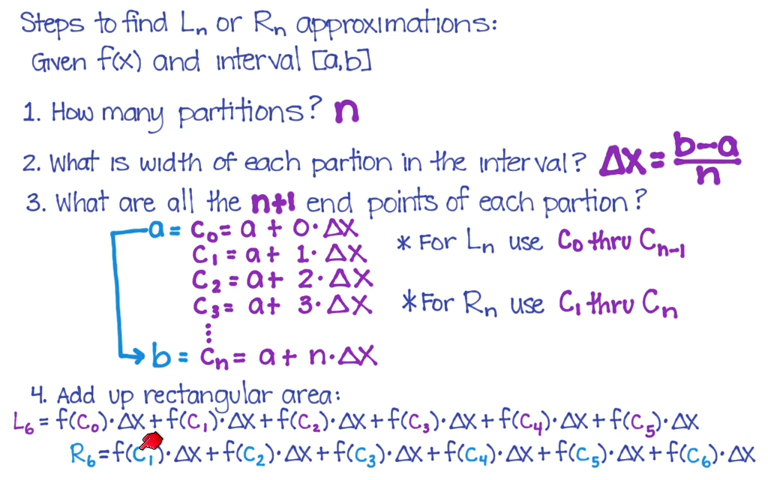 Steps to find Lₙ or Rₙ approximations:
Given f(x) and interval [a,b]
1. How many partitions? n
2. What is width of each partion in the interval? Δx = (b-a)/n
3. What are all the n+1 end points of each partion?
a = C₀ = a + 0·Δx
C₁ = a + 1·Δx
* For Lₙ use C₀ thru Cₙ₋₁
C₂ = a + 2·Δx
C₃ = a + 3·Δx
* For Rₙ use C₁ thru Cₙ
⋮
b = Cₙ = a + n·Δx
4. Add up rectangular area:
L₆ = f(C₀)·Δx + f(C₁)·Δx + f(C₂)·Δx + f(C₃)·Δx + f(C₄)·Δx + f(C₅)·Δx
R₆ = f(C₁)·Δx + f(C₂)·Δx + f(C₃)·Δx + f(C₄)·Δx + f(C₅)·Δx + f(C₆)·Δx